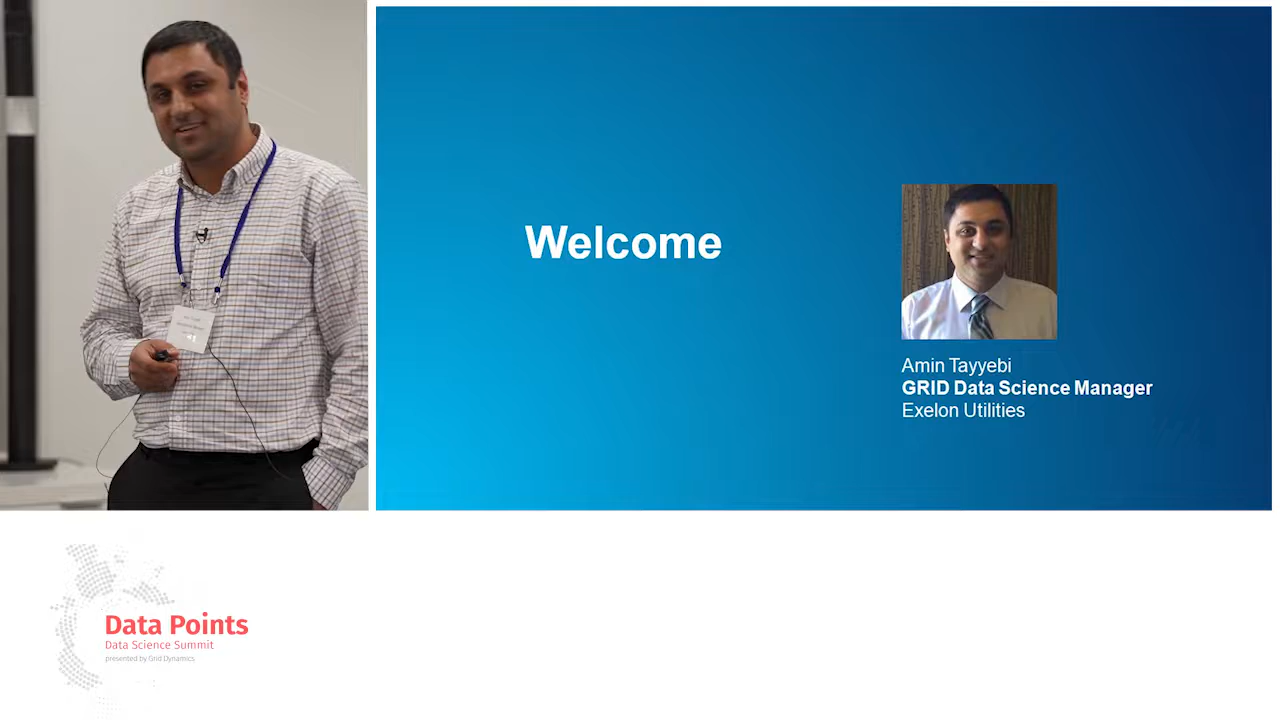 Welcome
Amin Tayyebi
GRID Data Science Manager
Exelon Utilities
Data Points
Data Science Summit
presented by Grid Dynamics